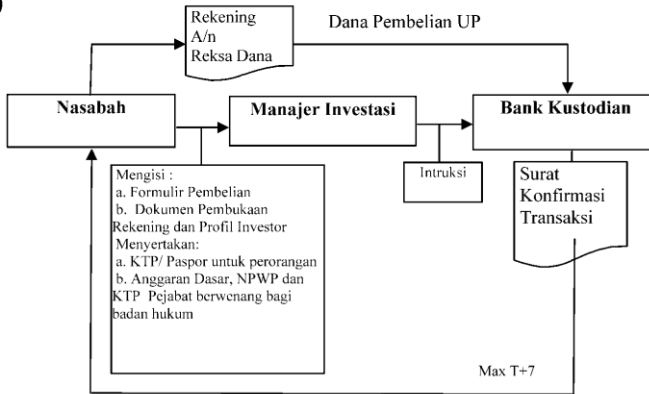 )
Rekening
A/n
Reksa Dana
Dana Pembelian UP
Nasabah
Manajer Investasi
Bank Kustodian
Mengisi :
a. Formulir Pembelian
b. Dokumen Pembukaan
Rekening dan Profil Investor
Menyertakan:
a. KTP/ Paspor untuk perorangan
b. Anggaran Dasar, NPWP dan
KTP Pejabat berwenang bagi
badan hukum
Intruksi
Surat
Konfirmasi
Transaksi
Max T+7